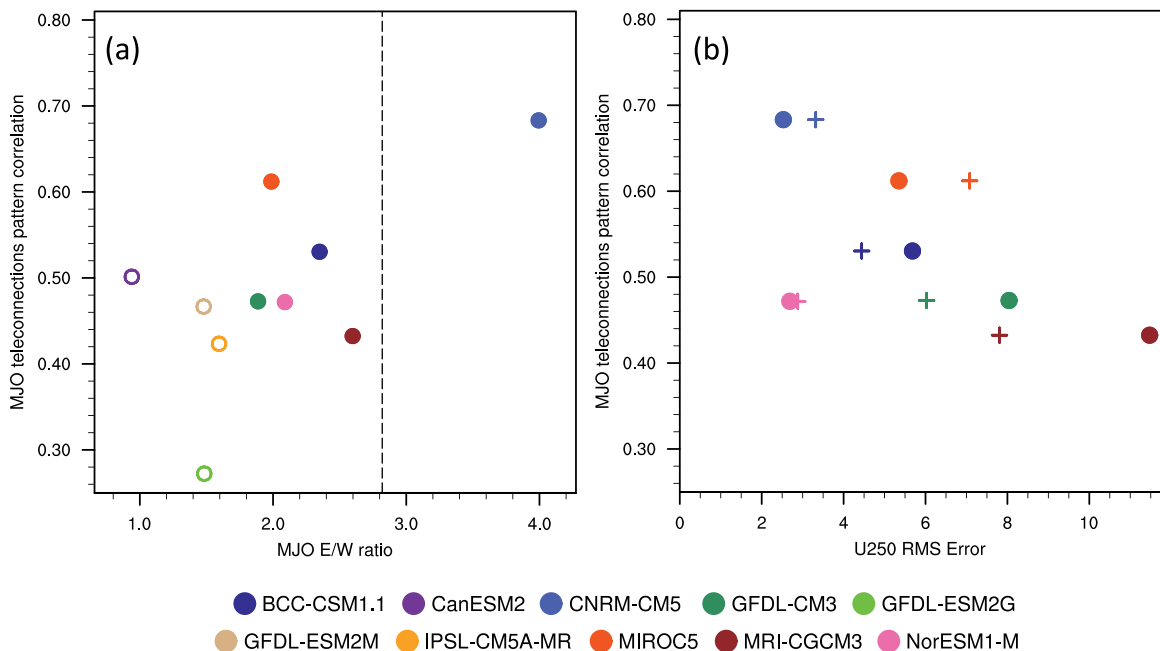 (a)
MJO teleconnections pattern correlation
0.80
0.70
0.60
0.50
0.40
0.30
1.0 2.0 3.0 4.0
MJO E/W ratio
(b)
MJO teleconnections pattern correlation
0.80
0.70
0.60
0.50
0.40
0.30
0 2 4 6 8 10
U250 RMS Error
BCC-CSM1.1 CanESM2 CNRM-CM5 GFDL-CM3 GFDL-ESM2G
GFDL-ESM2M IPSL-CM5A-MR MIROC5 MRI-CGCM3 NorESM1-M